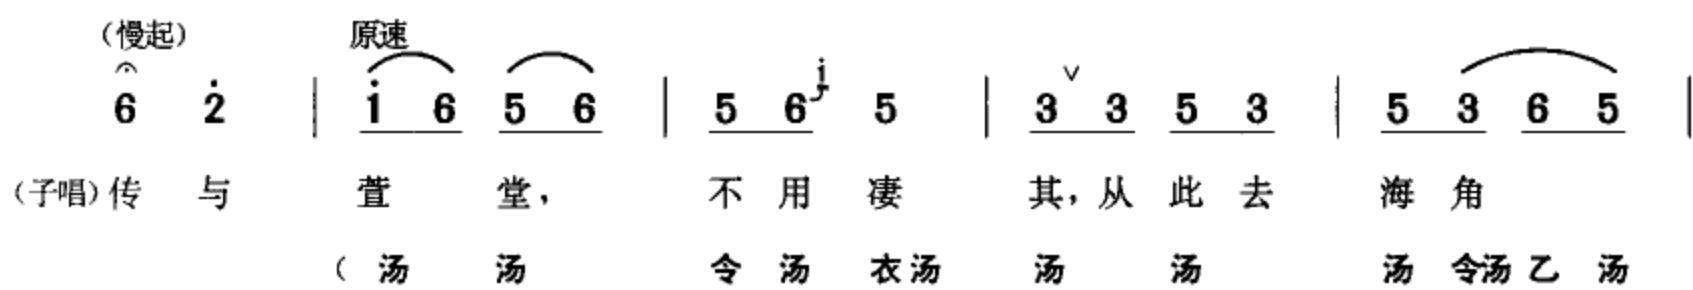 （慢起） 原速
6 2̇ | 1̇ 6 5 6 | 5 6 i 5 | 3 ∨ 3 5 3 | 5 3 6 5 |
（子唱）传 与 萱 堂， 不 用 凄 其，从 此 去 海 角
（ 汤 汤 令 汤 衣 汤 汤 汤 汤 令汤 乙 汤